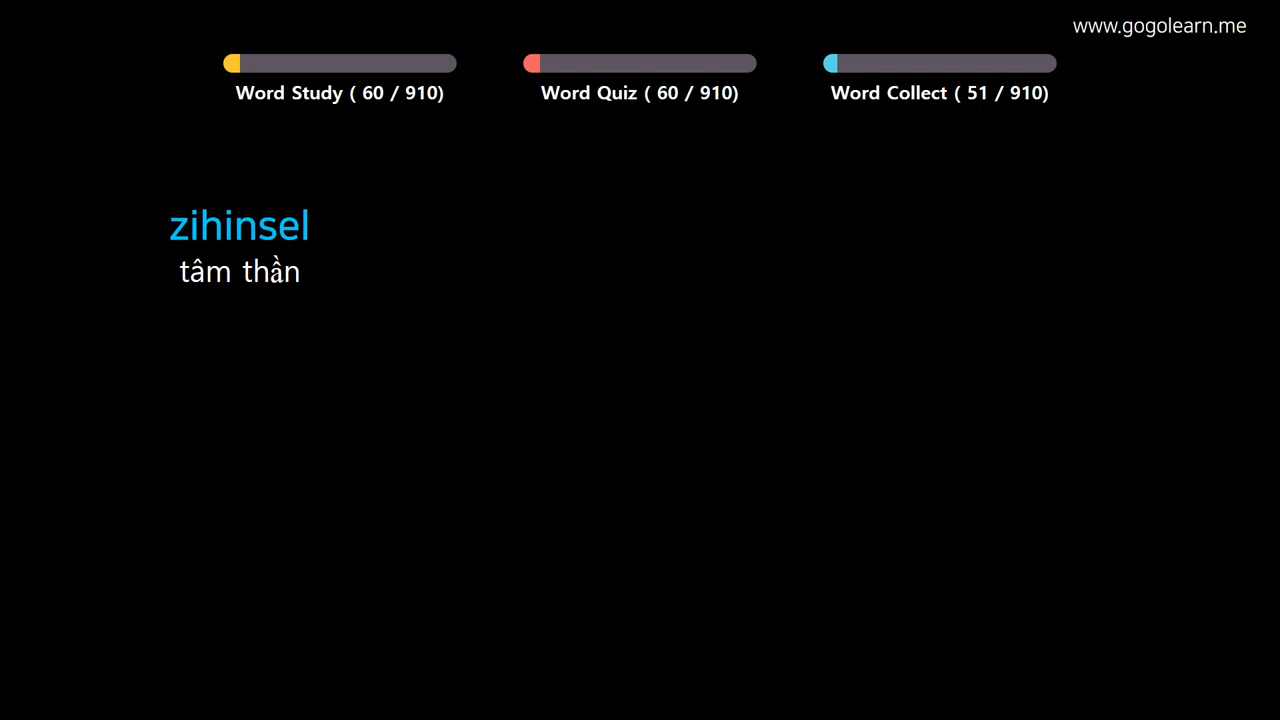 www.gogolearn.me
Word Study ( 60 / 910)
Word Quiz ( 60 / 910)
Word Collect ( 51 / 910)
zihinsel
tâm thần